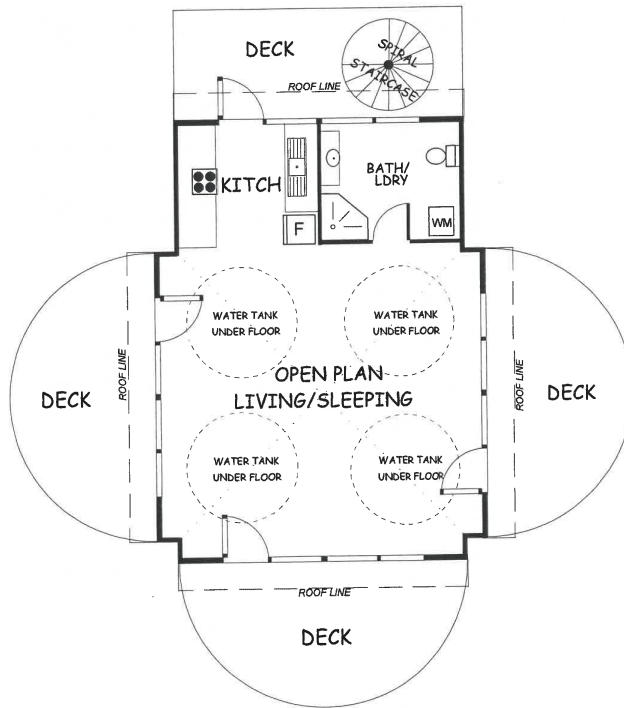 DECK
SPIRAL
STAIRCASE
ROOF LINE
KITCH
BATH/
LDRY
F
WM
WATER TANK
UNDER FLOOR
WATER TANK
UNDER FLOOR
ROOF LINE
DECK
OPEN PLAN
LIVING/SLEEPING
ROOF LINE
DECK
WATER TANK
UNDER FLOOR
WATER TANK
UNDER FLOOR
ROOF LINE
DECK